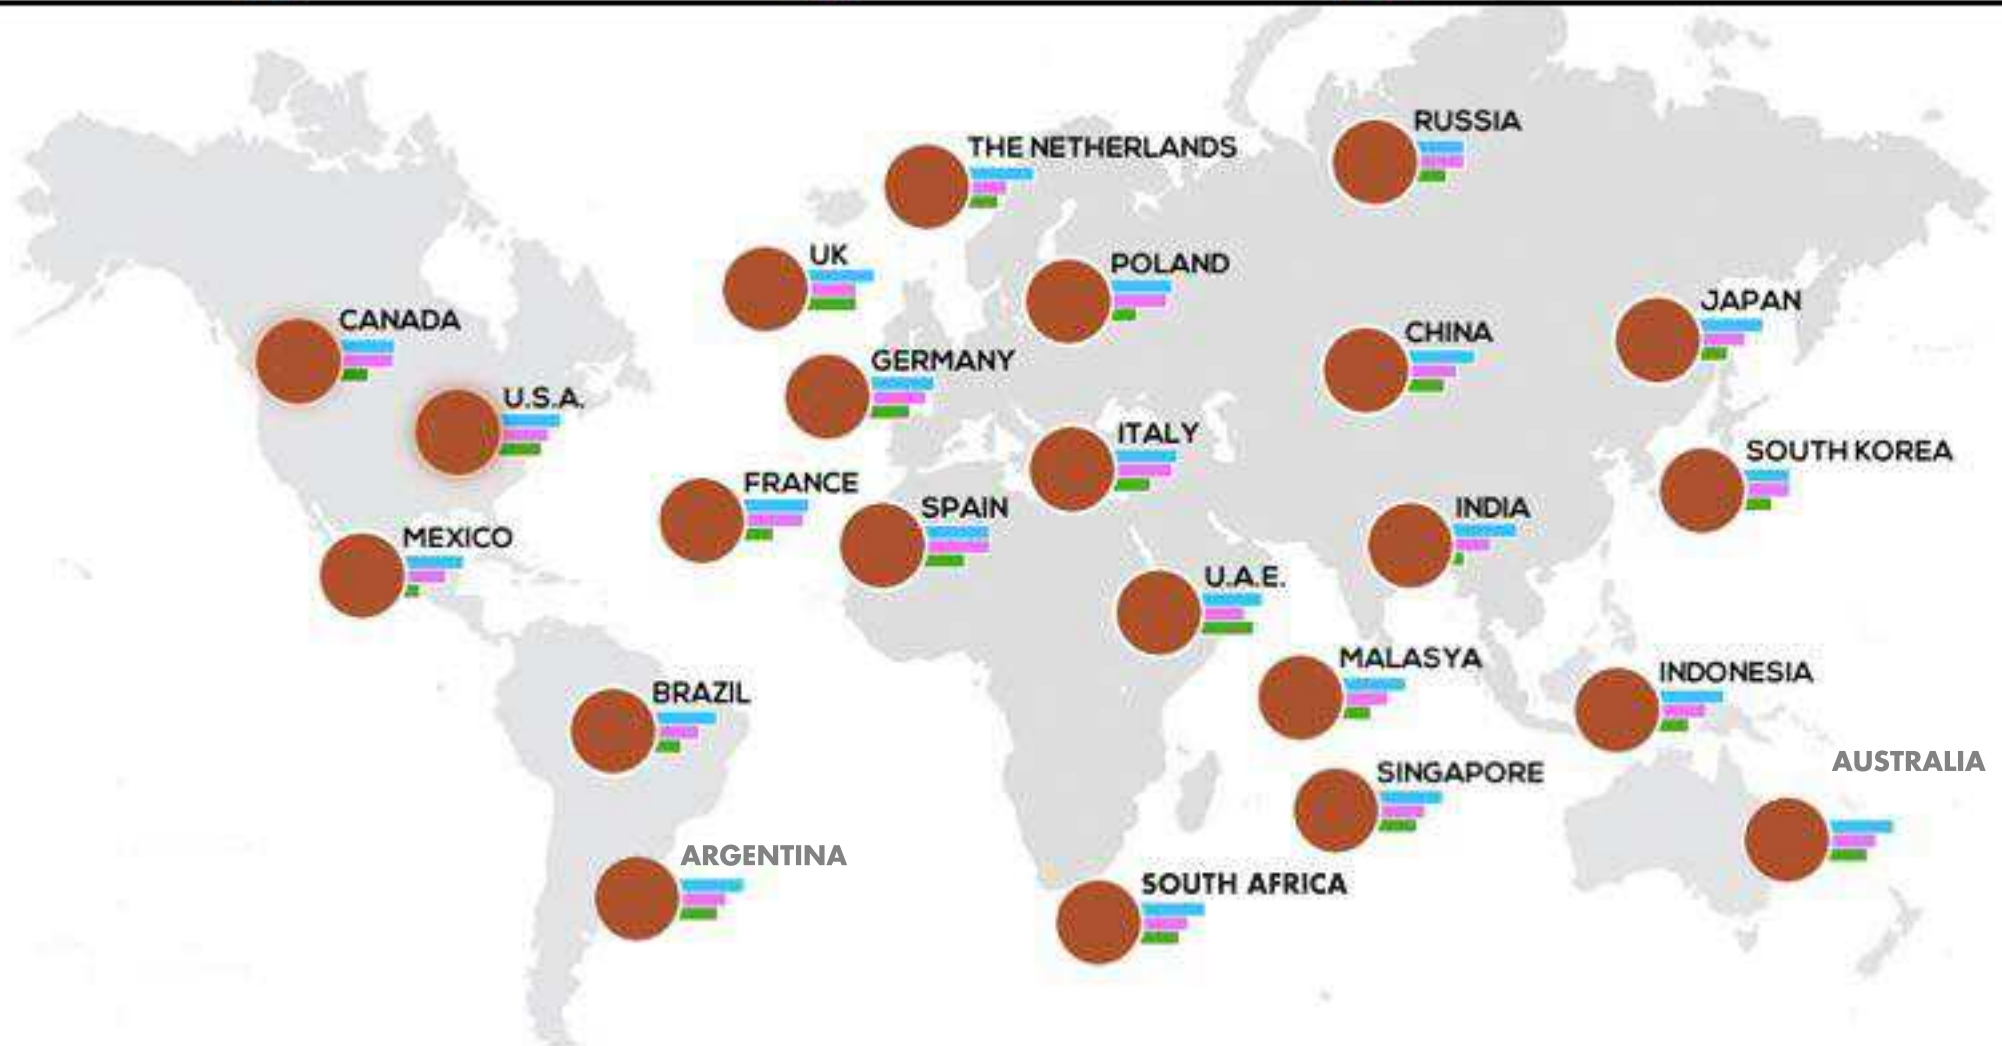 RUSSIA
THE NETHERLANDS
UK
POLAND
CANADA
JAPAN
CHINA
GERMANY
U.S.A.
ITALY
SOUTH KOREA
FRANCE
SPAIN
INDIA
MEXICO
U.A.E.
MALASYA
INDONESIA
BRAZIL
AUSTRALIA
SINGAPORE
ARGENTINA
SOUTH AFRICA